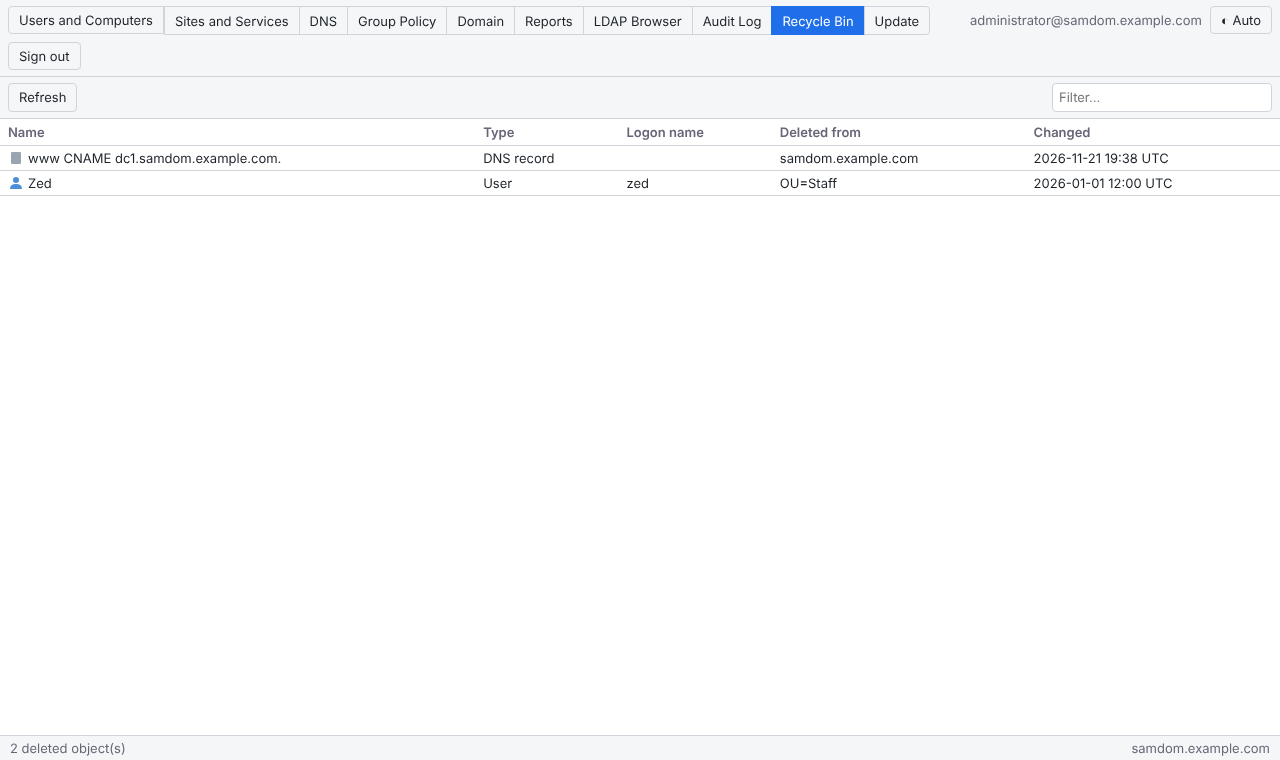 Users and Computers Sites and Services DNS Group Policy Domain Reports LDAP Browser Audit Log Recycle Bin Update administrator@samdom.example.com Auto
Sign out
Refresh Filter...
Name Type Logon name Deleted from Changed
www CNAME dc1.samdom.example.com. DNS record samdom.example.com 2026-11-21 19:38 UTC
Zed User zed OU=Staff 2026-01-01 12:00 UTC
2 deleted object(s) samdom.example.com